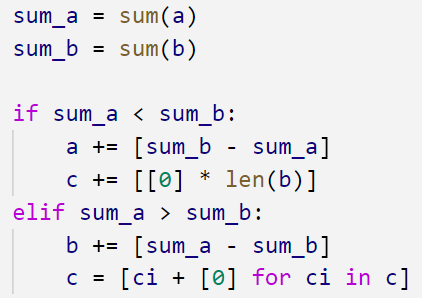 sum_a = sum(a)
sum_b = sum(b)

if sum_a < sum_b:
    a += [sum_b - sum_a]
    c += [[0] * len(b)]
elif sum_a > sum_b:
    b += [sum_a - sum_b]
    c = [ci + [0] for ci in c]